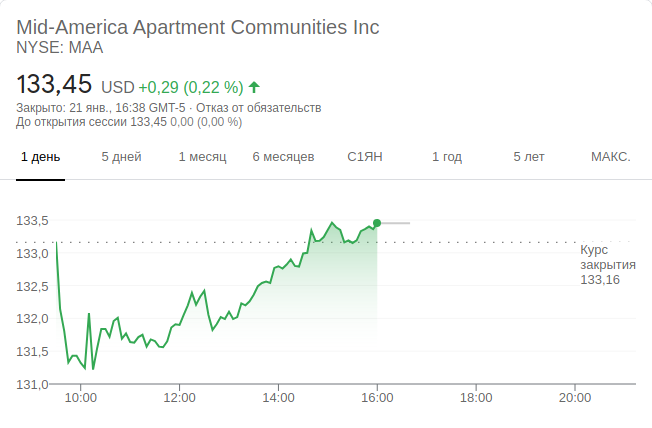 Mid-America Apartment Communities Inc
NYSE: MAA
133,45 USD +0,29 (0,22 %)
Закрыто: 21 янв., 16:38 GMT-5 · Отказ от обязательств
До открытия сессии 133,45 0,00 (0,00 %)
1 день 5 дней 1 месяц 6 месяцев С1ЯН 1 год 5 лет МАКС.
133,5
133,0
132,5
132,0
131,5
131,0
Курс
закрытия
133,16
10:00 12:00 14:00 16:00 18:00 20:00